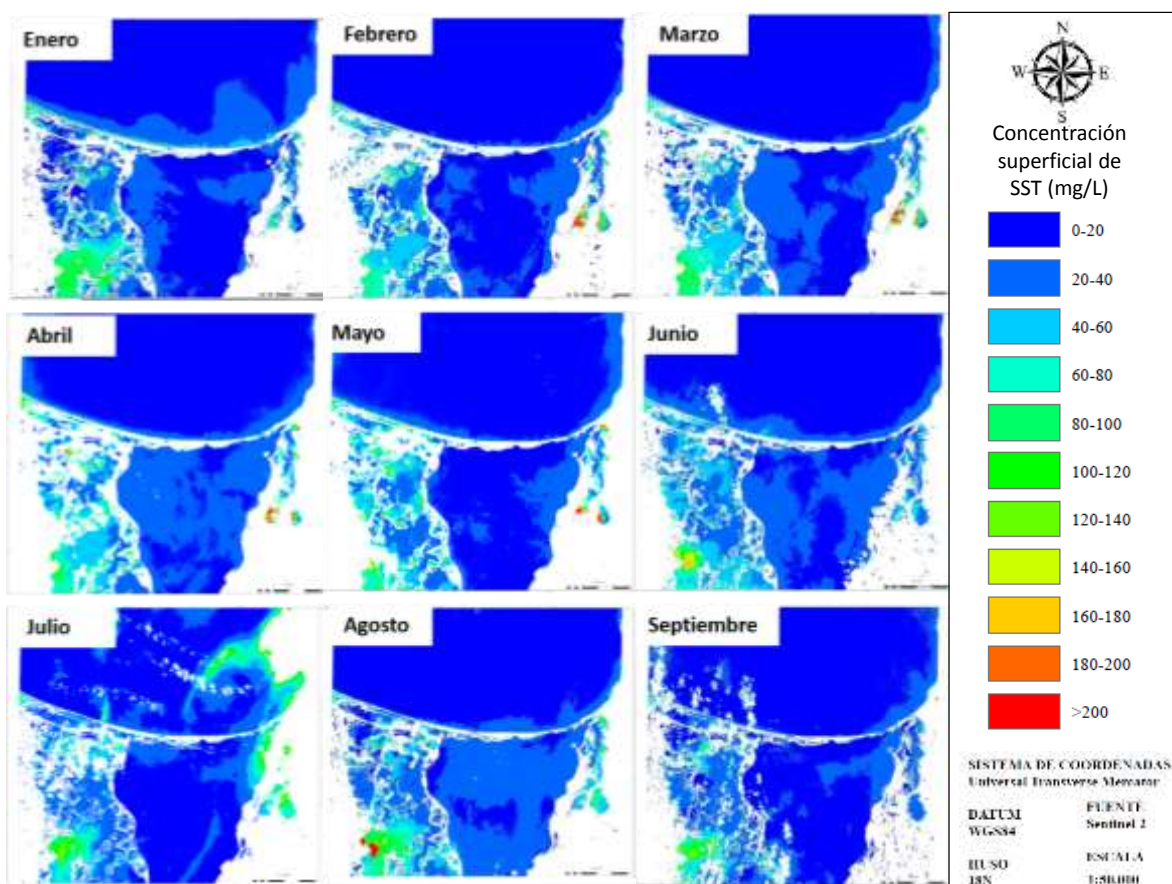 Enero
Febrero
Marzo
Abril
Mayo
Junio
Julio
Agosto
Septiembre
N
W E
S
Concentración
superficial de
SST (mg/L)
0-20
20-40
40-60
60-80
80-100
100-120
120-140
140-160
160-180
180-200
>200
SISTEMA DE COORDENADAS
Universal Transverse Mercator
DATUM
WGS84
FUENTE
Sentinel 2
HUSO
18N
ESCALA
1:50.000